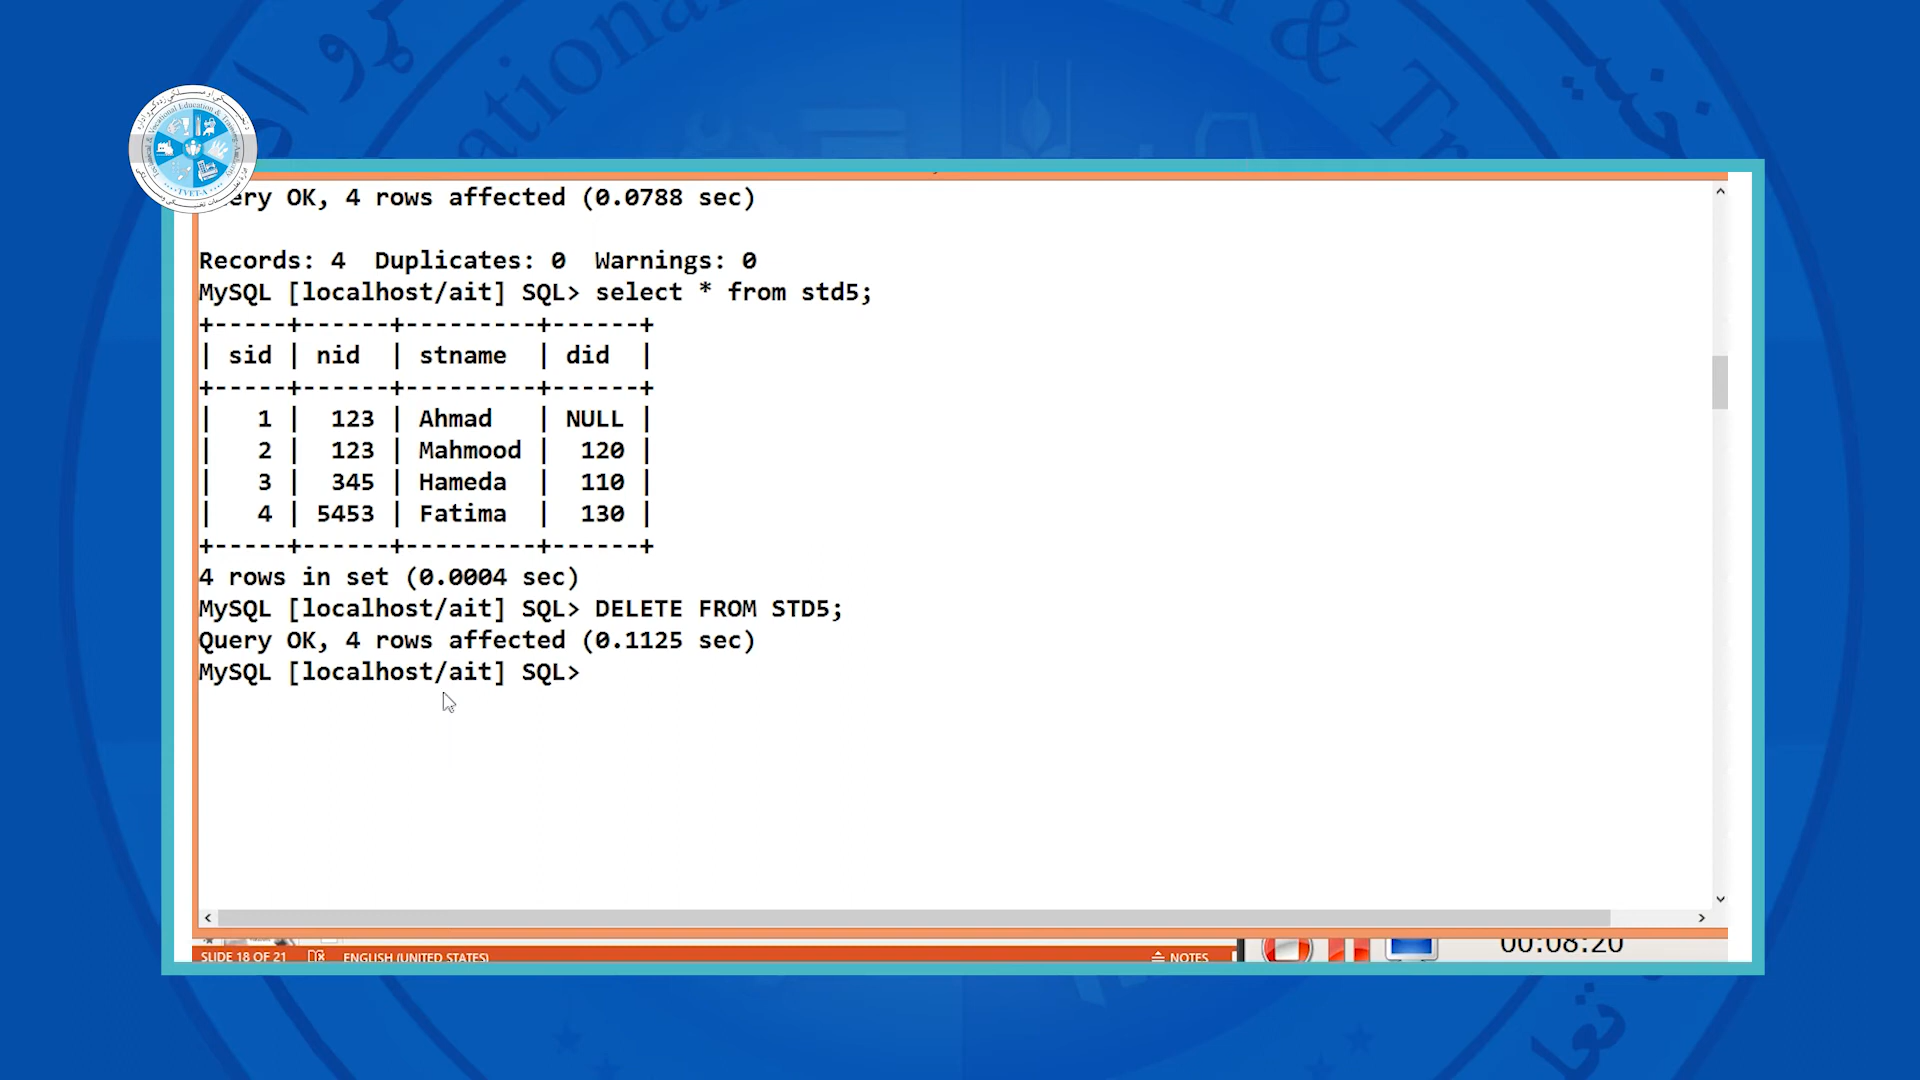 ery OK, 4 rows affected (0.0788 sec)
Records: 4  Duplicates: 0  Warnings: 0
MySQL [localhost/ait] SQL> select * from std5;
+-----+------+---------+------+
| sid | nid  | stname  | did  |
+-----+------+---------+------+
|   1 |  123 | Ahmad   | NULL |
|   2 |  123 | Mahmood |  120 |
|   3 |  345 | Hameda  |  110 |
|   4 | 5453 | Fatima  |  130 |
+-----+------+---------+------+
4 rows in set (0.0004 sec)
MySQL [localhost/ait] SQL> DELETE FROM STD5;
Query OK, 4 rows affected (0.1125 sec)
MySQL [localhost/ait] SQL>
SLIDE 18 OF 21
ENGLISH (UNITED STATES)
NOTES
00:08:20
TVET-A